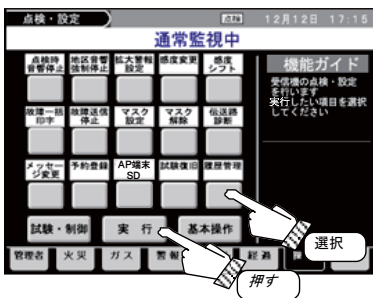 点検・設定 点検 12月12日 17:15
通常監視中
点検時 地区音響 拡大警報 感度変更 感度
音響停止 強制停止 設定 シフト
故障一括 故障送信 マスク マスク 伝送路
印字 停止 設定 解除 診断
メッセー 予約登録 AP端末 試験復旧 履歴管理
ジ変更 SD
機能ガイド
受信機の点検・設定
を行います
実行したい項目を選択
してください
試験・制御 実行 基本操作
選択
管理者 火災 ガス 警報 経過
押す